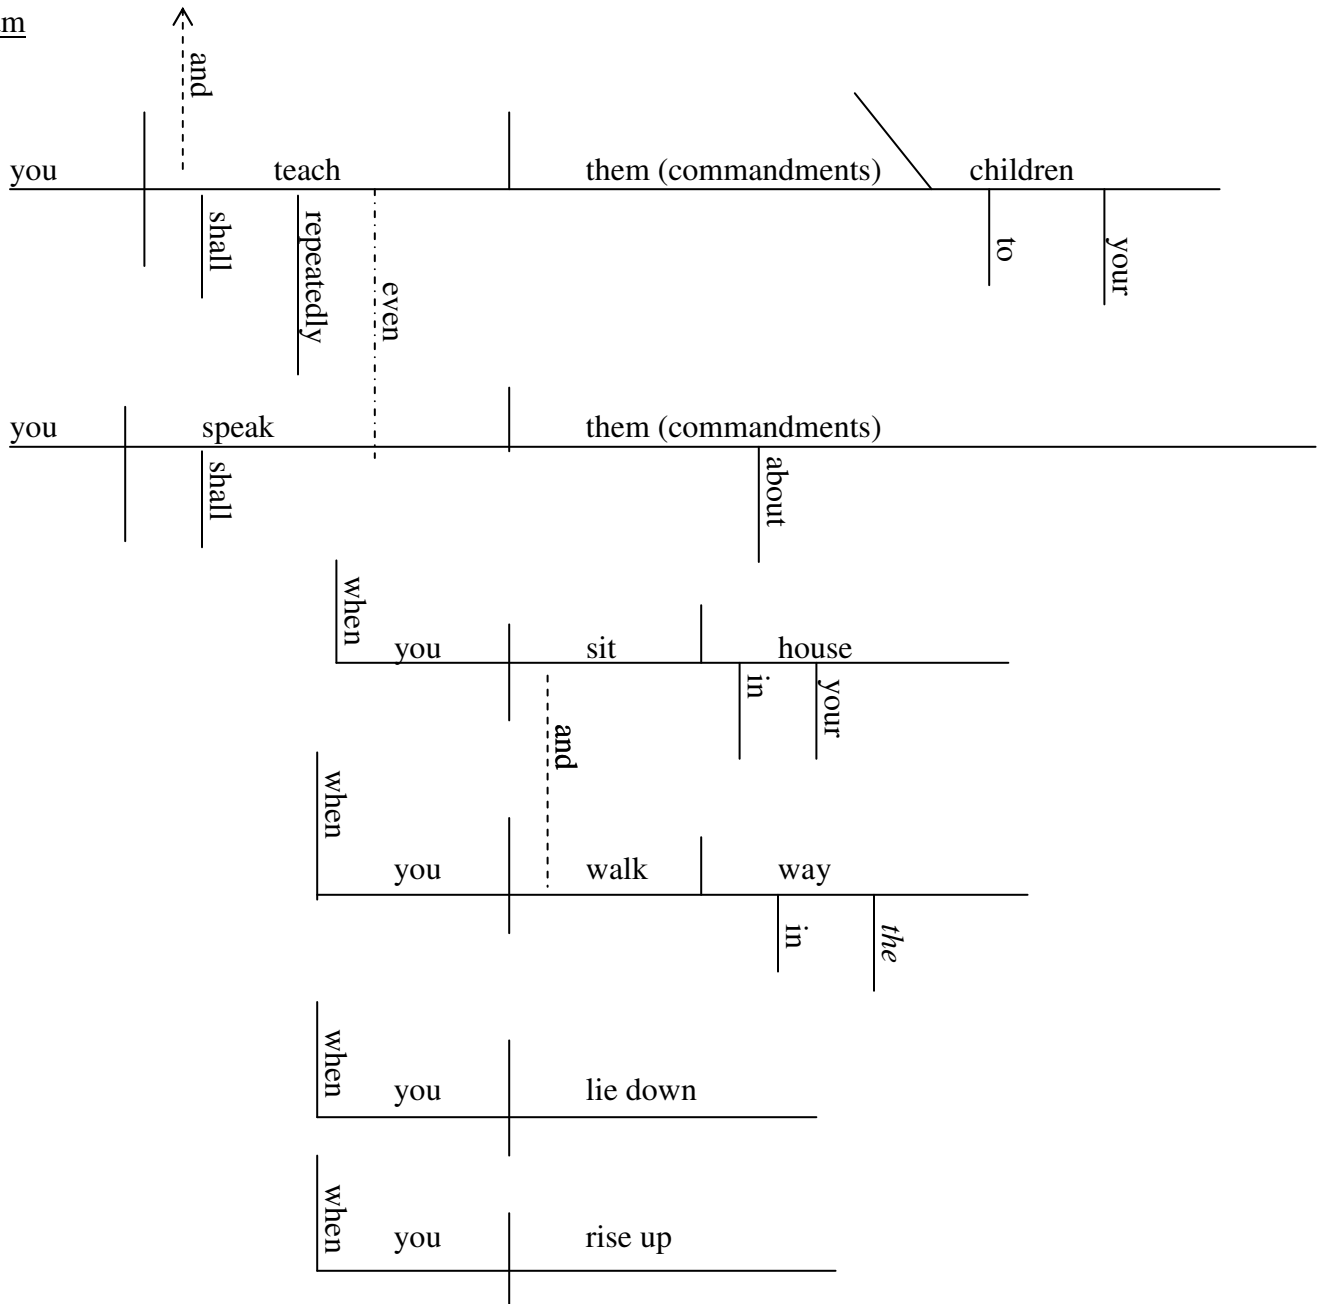 am
and
you teach them (commandments) children
shall repeatedly even to your
you speak them (commandments)
shall about
when
you sit house
in your
and
when
you walk way
in the
when
you lie down
when
you rise up